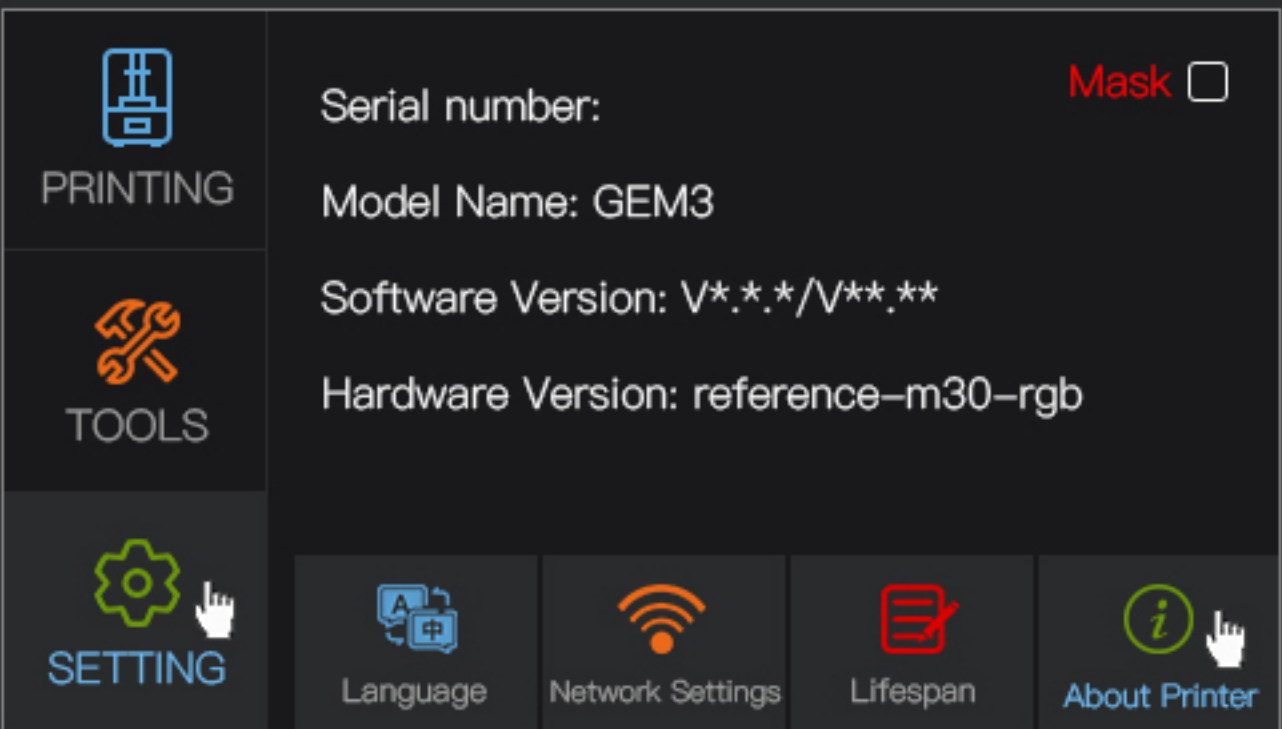 PRINTING
TOOLS
SETTING
Mask
Serial number:
Model Name: GEM3
Software Version: V*.*.*/V**.**
Hardware Version: reference-m30-rgb
A
中
Language
Network Settings
Lifespan
i
About Printer